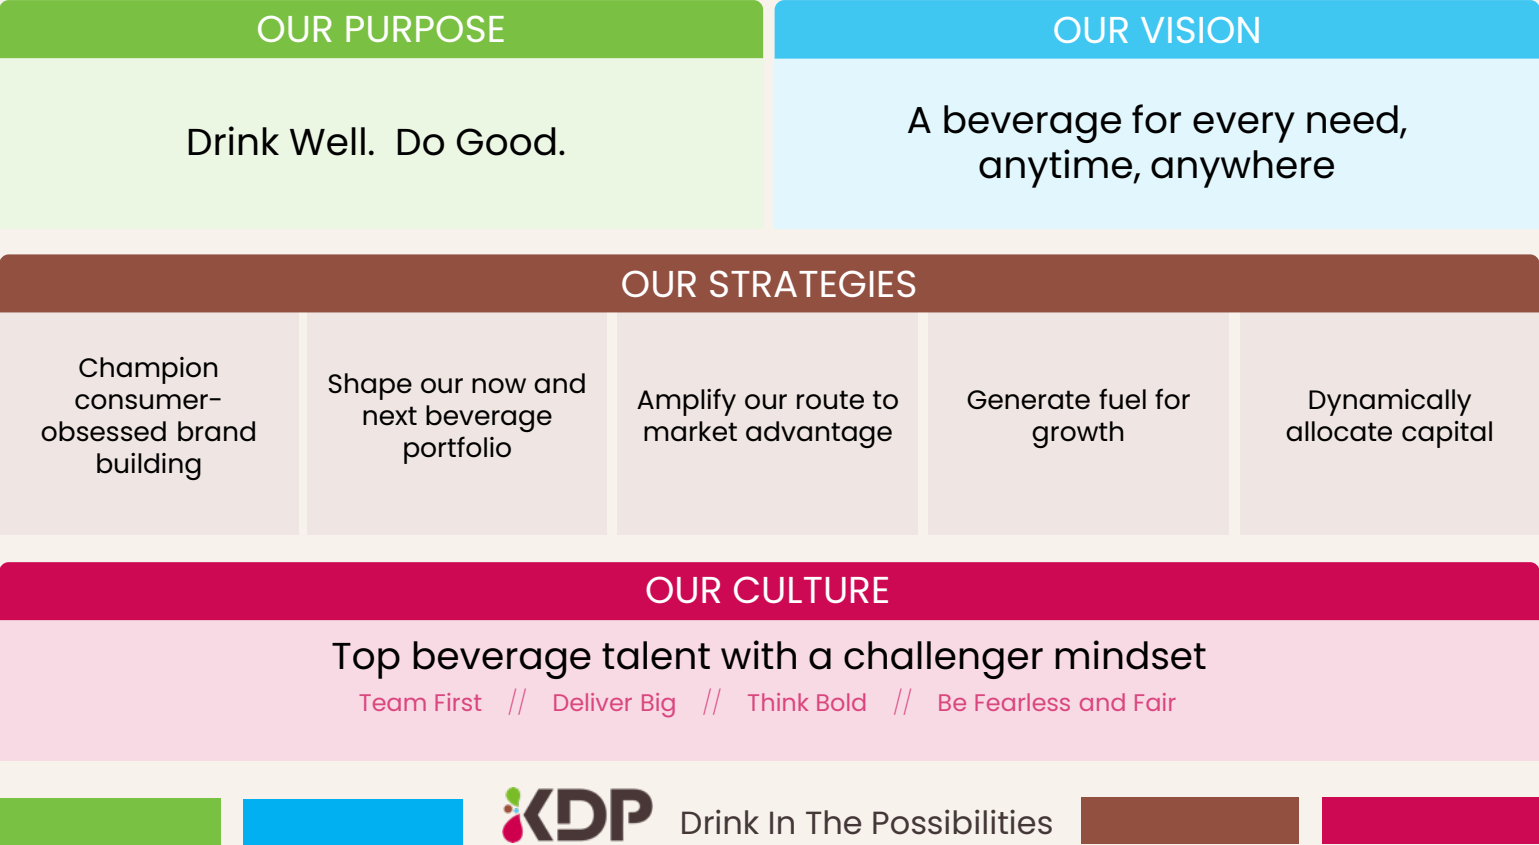 OUR PURPOSE
Drink Well. Do Good.
OUR VISION
A beverage for every need,
anytime, anywhere
OUR STRATEGIES
Champion
consumer-
obsessed brand
building
Shape our now and
next beverage
portfolio
Amplify our route to
market advantage
Generate fuel for
growth
Dynamically
allocate capital
OUR CULTURE
Top beverage talent with a challenger mindset
Team First // Deliver Big // Think Bold // Be Fearless and Fair
KDP Drink In The Possibilities